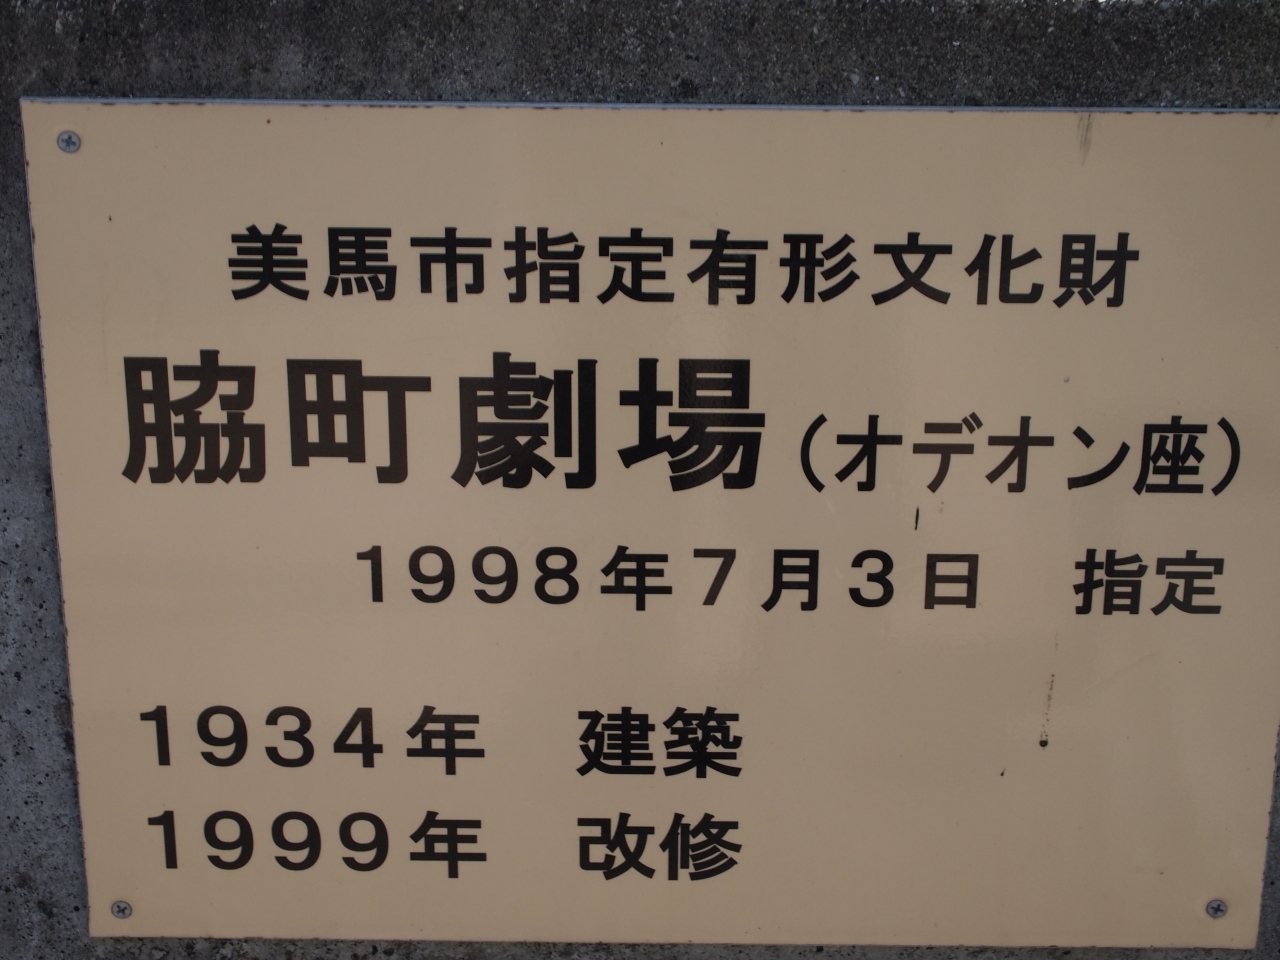 美馬市指定有形文化財
脇町劇場（オデオン座）
１９９８年７月３日　指定
１９３４年　建築
１９９９年　改修